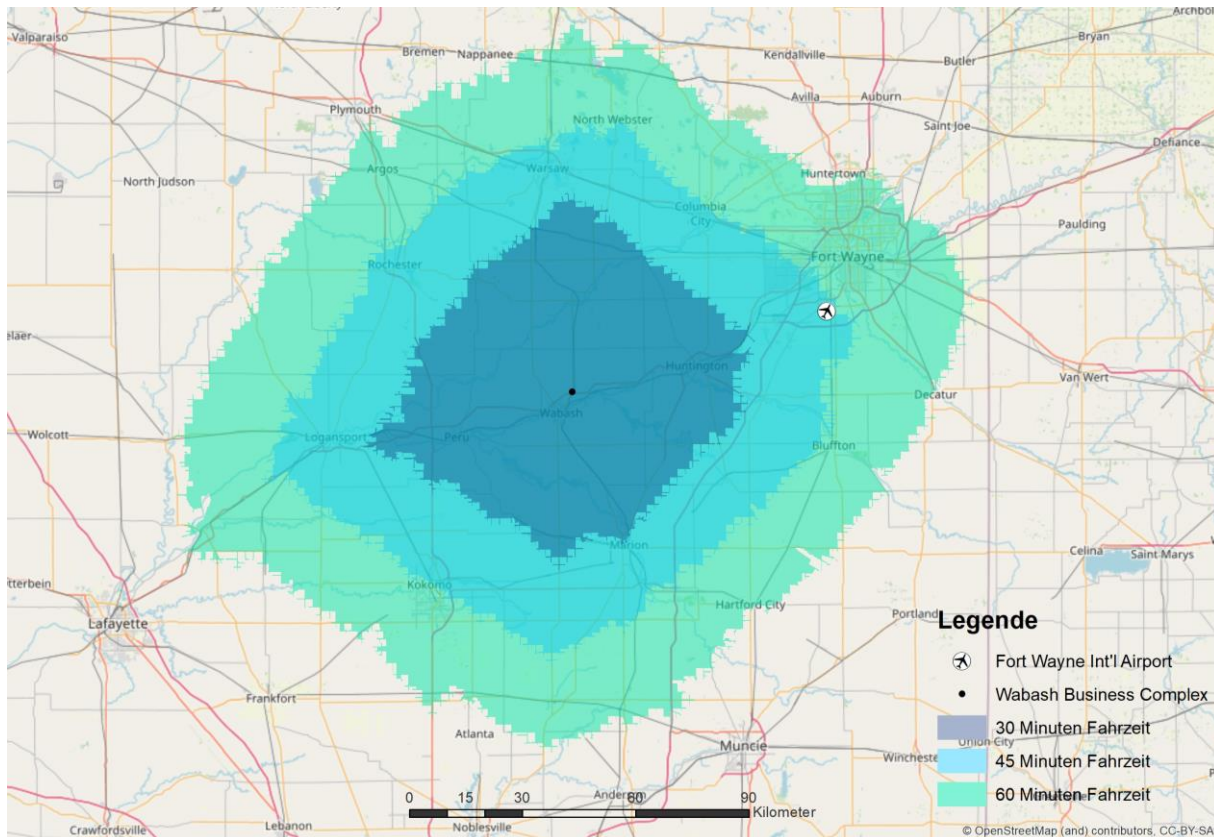 Valparaiso
Bremen
Nappanee
Kendallville
Bryan
Butler
Archbold
Plymouth
North Webster
Avilla
Auburn
Saint Joe
Defiance
North Judson
Argos
Warsaw
Huntertown
Columbia
City
Paulding
Rochester
Fort Wayne
Huntington
Van Wert
Decatur
Wabash
Wolcott
Logansport
Peru
Bluffton
Marion
Celina
Saint Marys
Kokomo
Hartford City
Portland
Lafayette
Frankfort
Atlanta
Muncie
Union City
Winchester
Crawfordsville
Lebanon
Noblesville
Legende
Fort Wayne Int'l Airport
Wabash Business Complex
30 Minuten Fahrzeit
45 Minuten Fahrzeit
60 Minuten Fahrzeit
0 15 30 60 90
Kilometer
© OpenStreetMap (and) contributors, CC-BY-SA